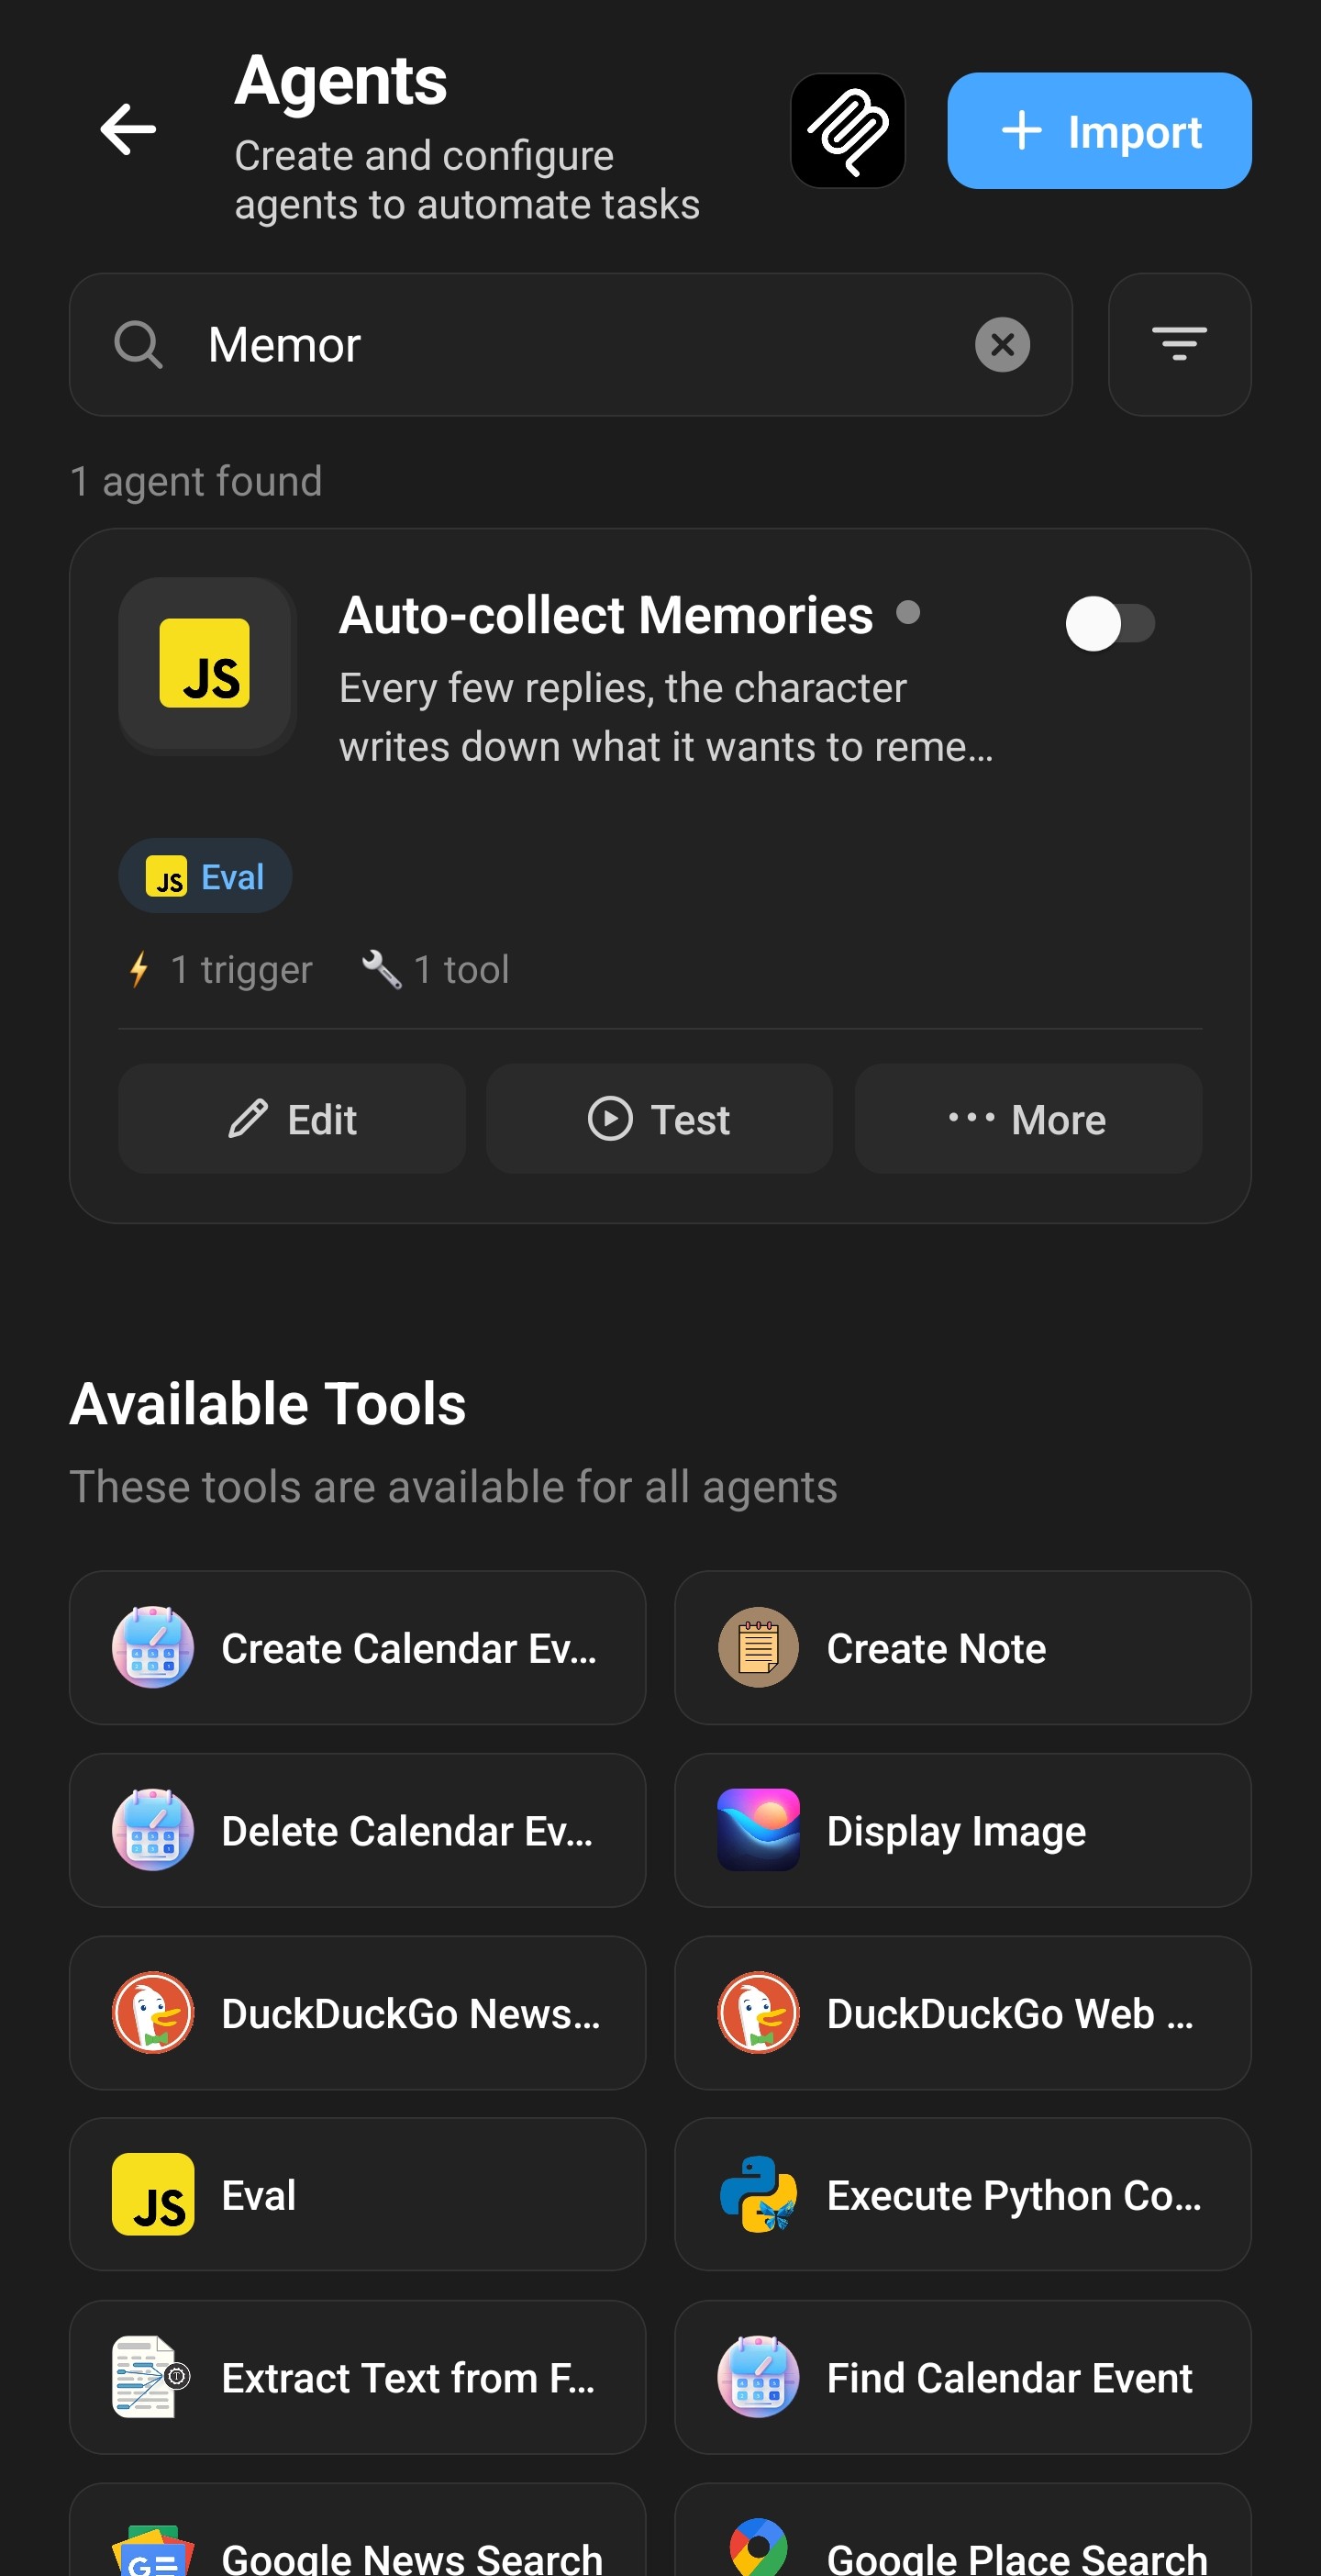 Agents
Create and configure
agents to automate tasks
Import
Memor
1 agent found
JS
Auto-collect Memories
Every few replies, the character
writes down what it wants to reme…
JS Eval
1 trigger
1 tool
Edit
Test
More
Available Tools
These tools are available for all agents
Create Calendar Ev…
Create Note
Delete Calendar Ev…
Display Image
DuckDuckGo News…
DuckDuckGo Web …
JS Eval
Execute Python Co…
Extract Text from F…
Find Calendar Event
Google News Search
Google Place Search